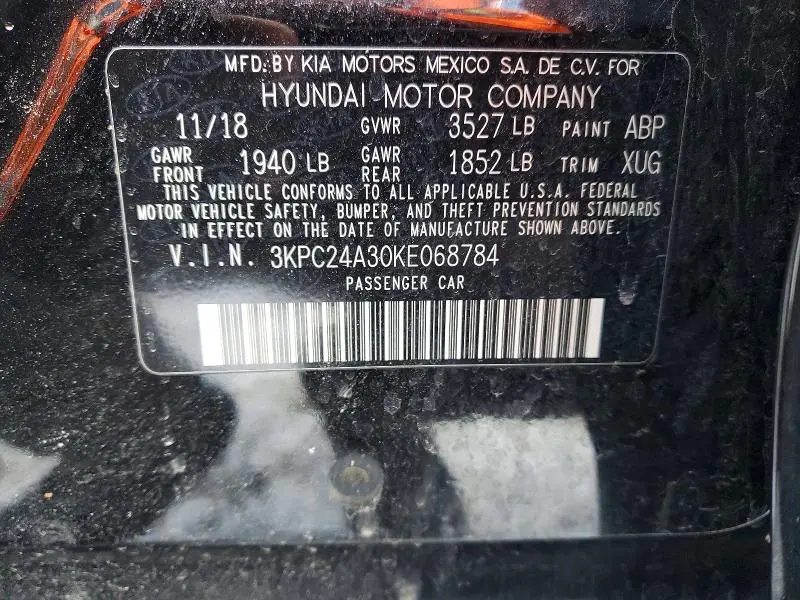 MFD. BY KIA MOTORS MEXICO S.A. DE C.V. FOR
HYUNDAI MOTOR COMPANY
11/18 GVWR 3527 LB PAINT ABP
GAWR FRONT 1940 LB GAWR REAR 1852 LB TRIM XUG
THIS VEHICLE CONFORMS TO ALL APPLICABLE U.S.A. FEDERAL
MOTOR VEHICLE SAFETY, BUMPER, AND THEFT PREVENTION STANDARDS
IN EFFECT ON THE DATE OF MANUFACTURE SHOWN ABOVE.
V.I.N. 3KPC24A30KE068784
PASSENGER CAR